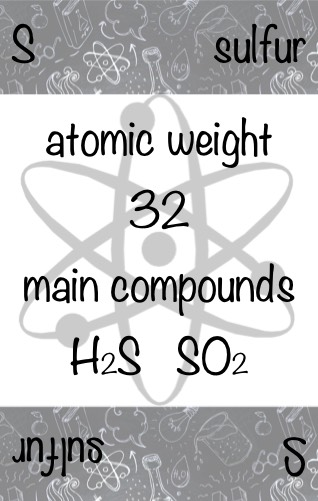 S sulfur
atomic weight
32
main compounds
H2S SO2
sulfur S